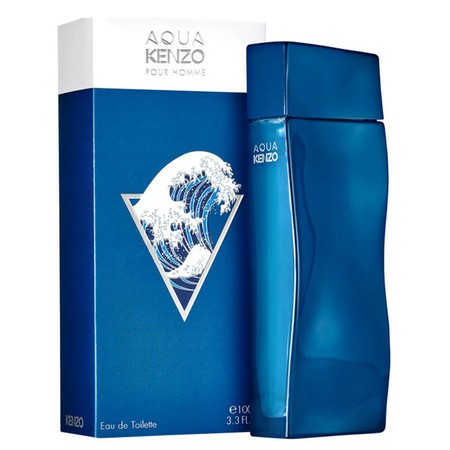 AQUA
KENZO
POUR HOMME
KENZO
Eau de Toilette
e100
3.3 FL.
AQUA
KENZO